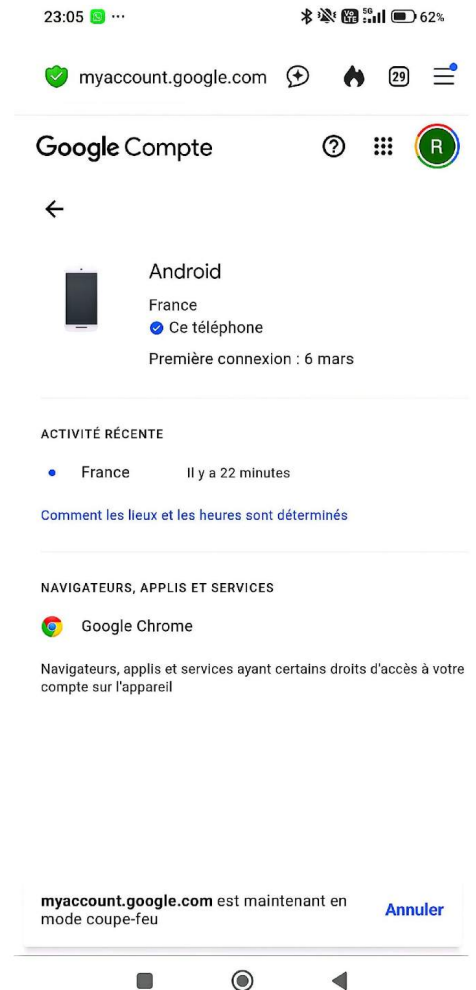 23:05 ···
Vo LTE 5G 62%
myaccount.google.com 29
Google Compte R
Android
France
Ce téléphone
Première connexion : 6 mars
ACTIVITÉ RÉCENTE
France Il y a 22 minutes
Comment les lieux et les heures sont déterminés
NAVIGATEURS, APPLIS ET SERVICES
Google Chrome
Navigateurs, applis et services ayant certains droits d'accès à votre
compte sur l'appareil
myaccount.google.com est maintenant en
mode coupe-feu
Annuler